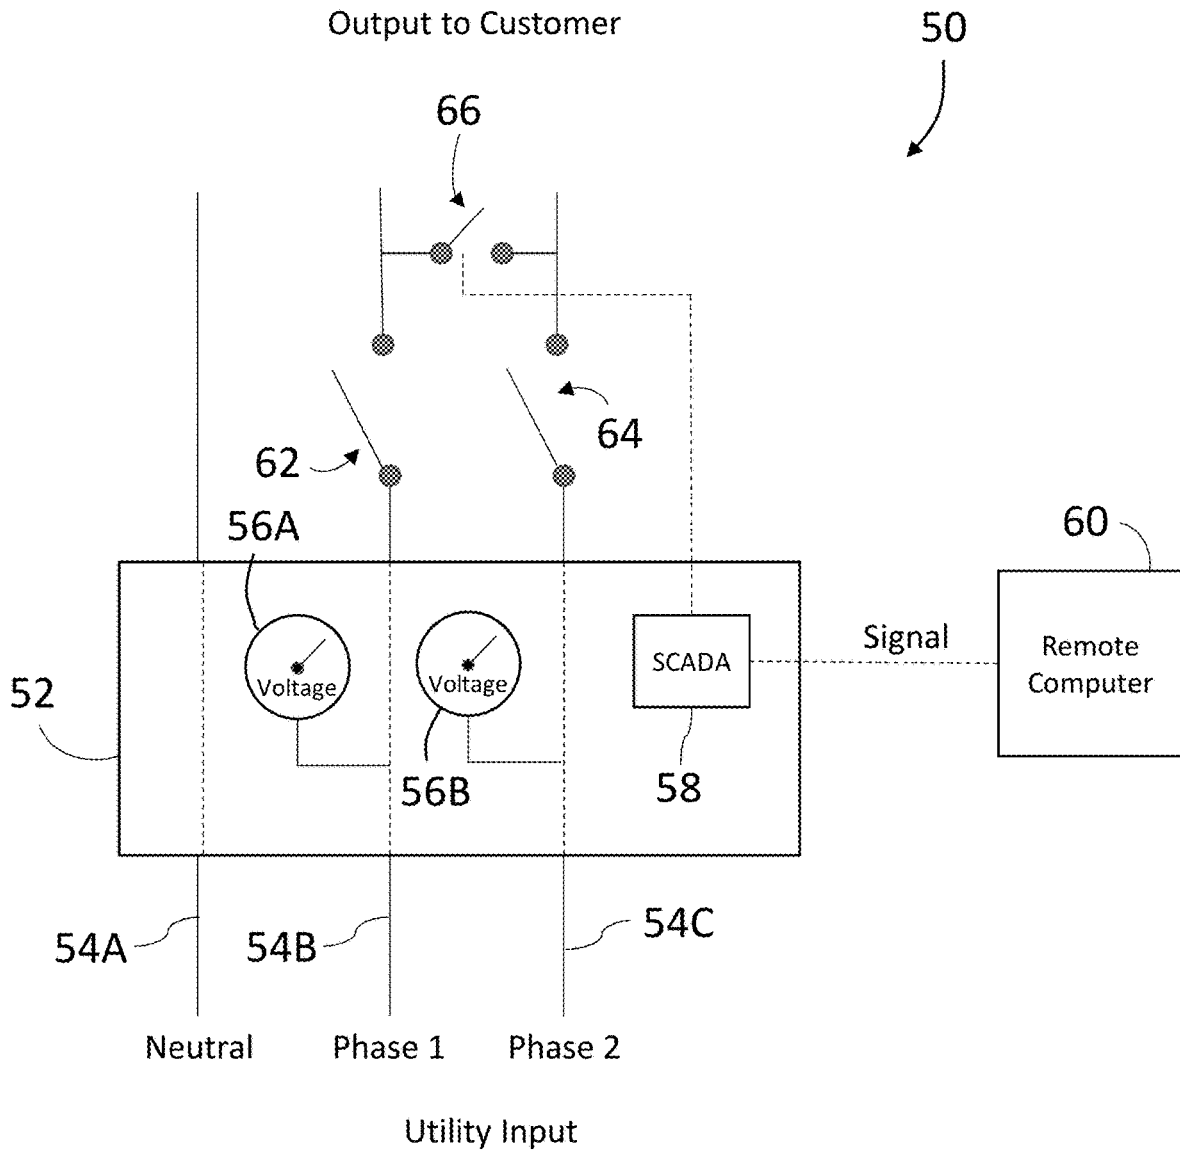 Output to Customer
50
66
64
62
56A
60
Signal
SCADA
Remote
Computer
Voltage
Voltage
52
56B
58
54A
54B
54C
Neutral
Phase 1
Phase 2
Utility Input